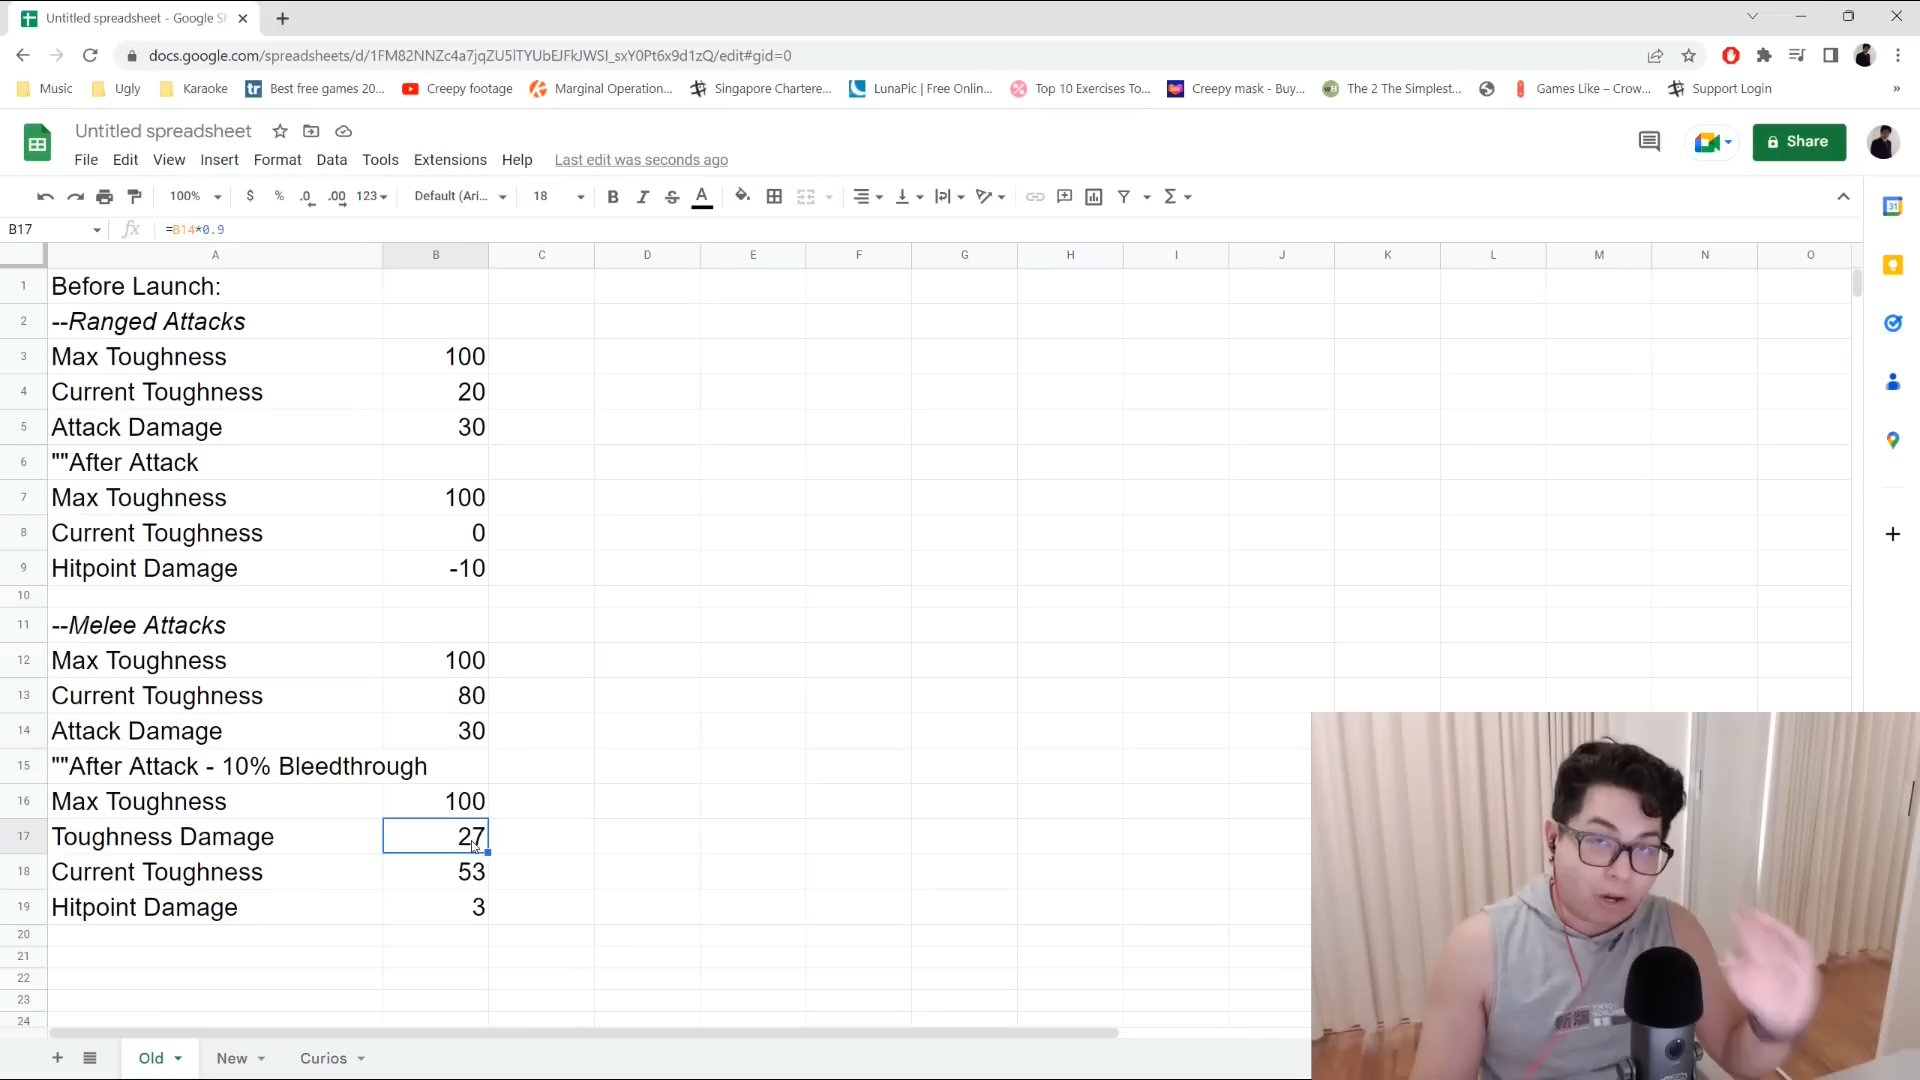 Untitled spreadsheet - Google Sh
docs.google.com/spreadsheets/d/1FM82NNZc4a7jqZU5lTYUbEJFkJWSI_sxY0Pt6x9d1zQ/edit#gid=0
Music Ugly Karaoke tr Best free games 20... Creepy footage Marginal Operation... Singapore Chartere... LunaPic | Free Onlin... Top 10 Exercises To... Creepy mask - Buy... WH The 2 The Simplest... Games Like – Crow... Support Login »
Untitled spreadsheet
Share
File Edit View Insert Format Data Tools Extensions Help Last edit was seconds ago
100% $ % .0 .00 123 Default (Ari... 18 B I S A Σ
31
B17 fx =B14*0.9
A B C D E F G H I J K L M N O
1 Before Launch:
2 --Ranged Attacks
3 Max Toughness 100
4 Current Toughness 20
5 Attack Damage 30
6 ""After Attack
7 Max Toughness 100
8 Current Toughness 0
9 Hitpoint Damage -10
10
11 --Melee Attacks
12 Max Toughness 100
13 Current Toughness 80
14 Attack Damage 30
15 ""After Attack - 10% Bleedthrough
16 Max Toughness 100
17 Toughness Damage 27
18 Current Toughness 53
19 Hitpoint Damage 3
20
21
22
23
24
+ Old New Curios